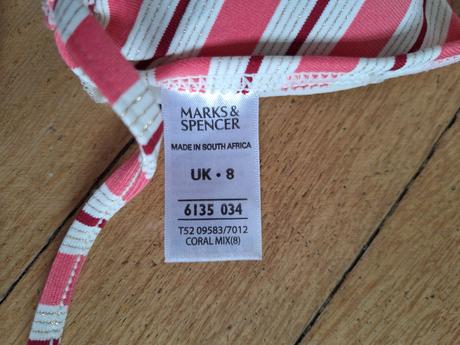 MARKS &
SPENCER
MADE IN SOUTH AFRICA
UK • 8
6135 034
T52 09583/7012
CORAL MIX(8)